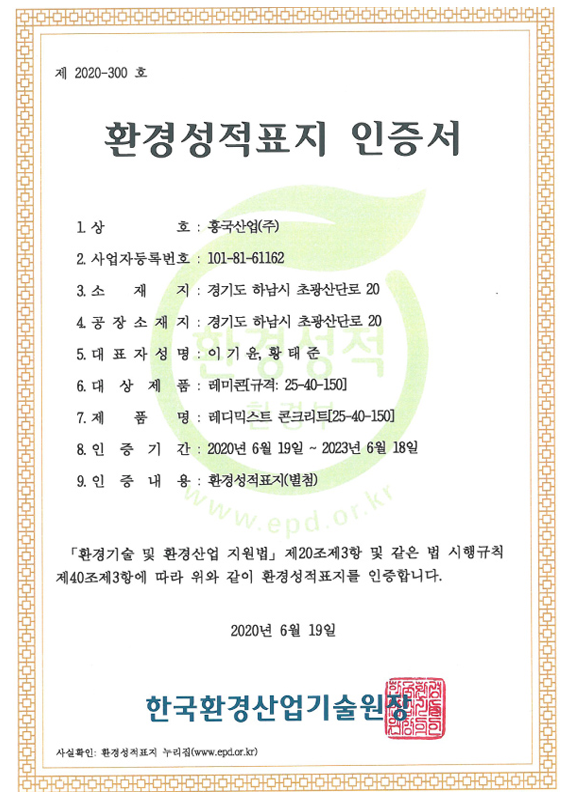 제 2020-300 호
환경성적표지 인증서
1. 상 호 : 흥국산업(주)
2. 사업자등록번호 : 101-81-61162
3. 소 재 지 : 경기도 하남시 초광산단로 20
4. 공 장 소 재 지 : 경기도 하남시 초광산단로 20
5. 대 표 자 성 명 : 이 기 윤, 황 태 준
환경성적
6. 대 상 제 품 : 레미콘[규격: 25-40-150]
7. 제 품 명 : 레디믹스트 콘크리트[25-40-150]
환경부
8. 인 증 기 간 : 2020년 6월 19일 ~ 2023년 6월 18일
9. 인 증 내 용 : 환경성적표지(별첨)
www.epd.or.kr
「환경기술 및 환경산업 지원법」 제20조제3항 및 같은 법 시행규칙
제40조제3항에 따라 위와 같이 환경성적표지를 인증합니다.
2020년 6월 19일
한국환경산업기술원장
사실확인: 환경성적표지 누리집(www.epd.or.kr)